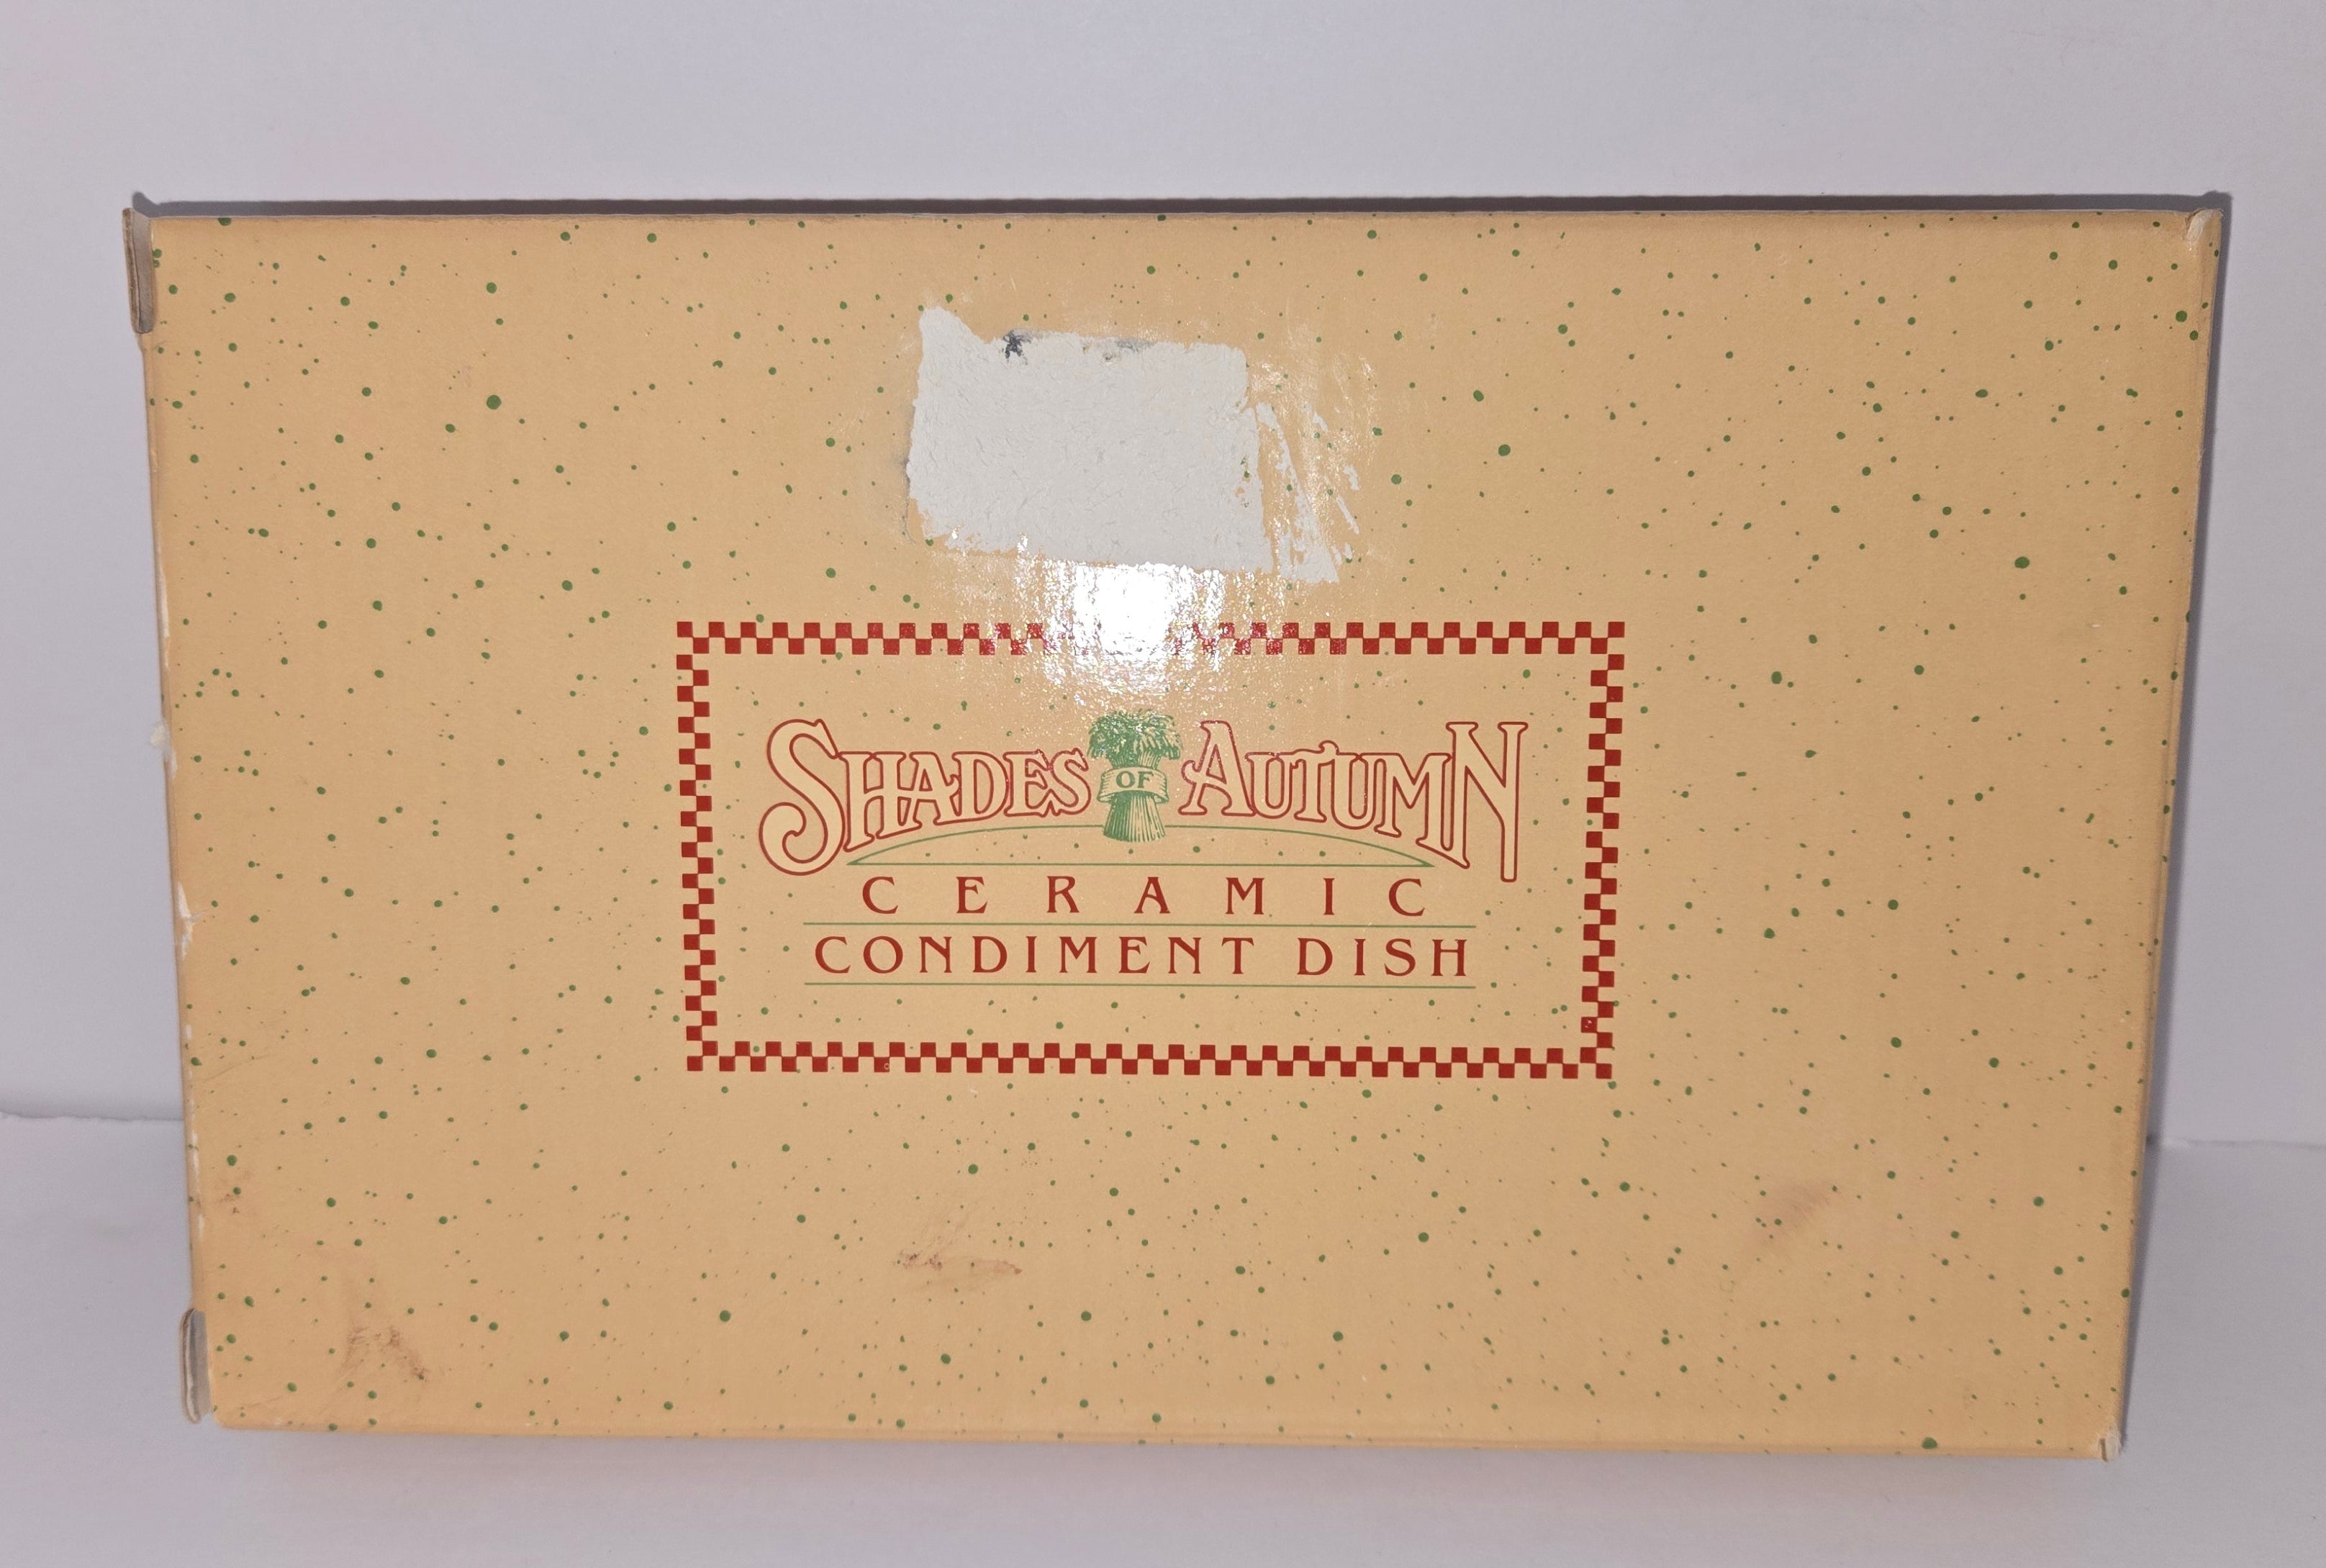 SHADES OF AUTUMN
CERAMIC
CONDIMENT DISH